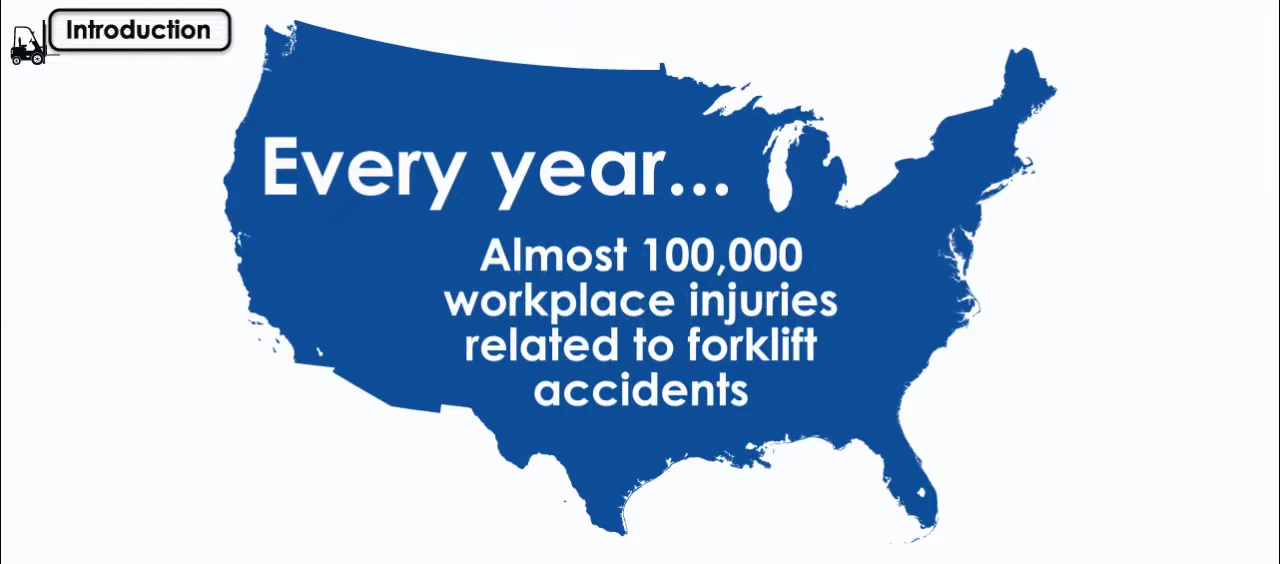 Introduction
Every year...
Almost 100,000
workplace injuries
related to forklift
accidents